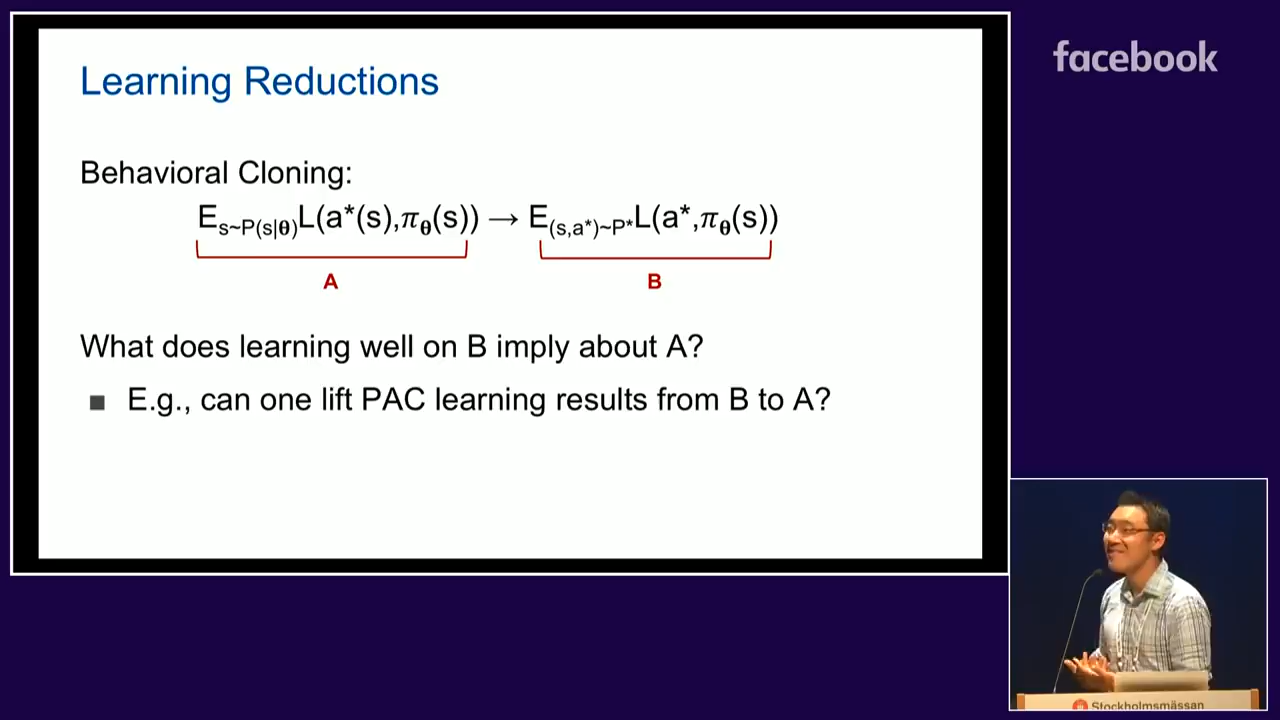 Learning Reductions
facebook
Behavioral Cloning:
E_{s~P(s|θ)}L(a*(s),π_θ(s)) → E_{(s,a*)~P*}L(a*,π_θ(s))
A B
What does learning well on B imply about A?
■ E.g., can one lift PAC learning results from B to A?
Stockholmsmässan